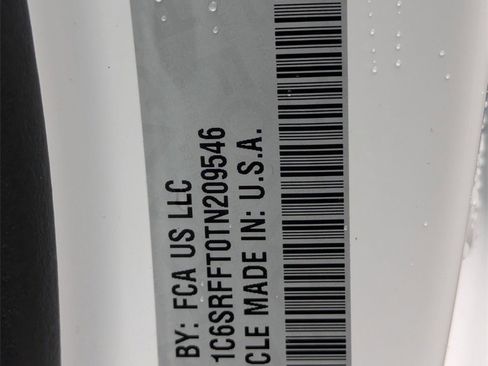 BY: FCA US LLC
1C6SRFFT0TN209546
CLE MADE IN: U.S.A.